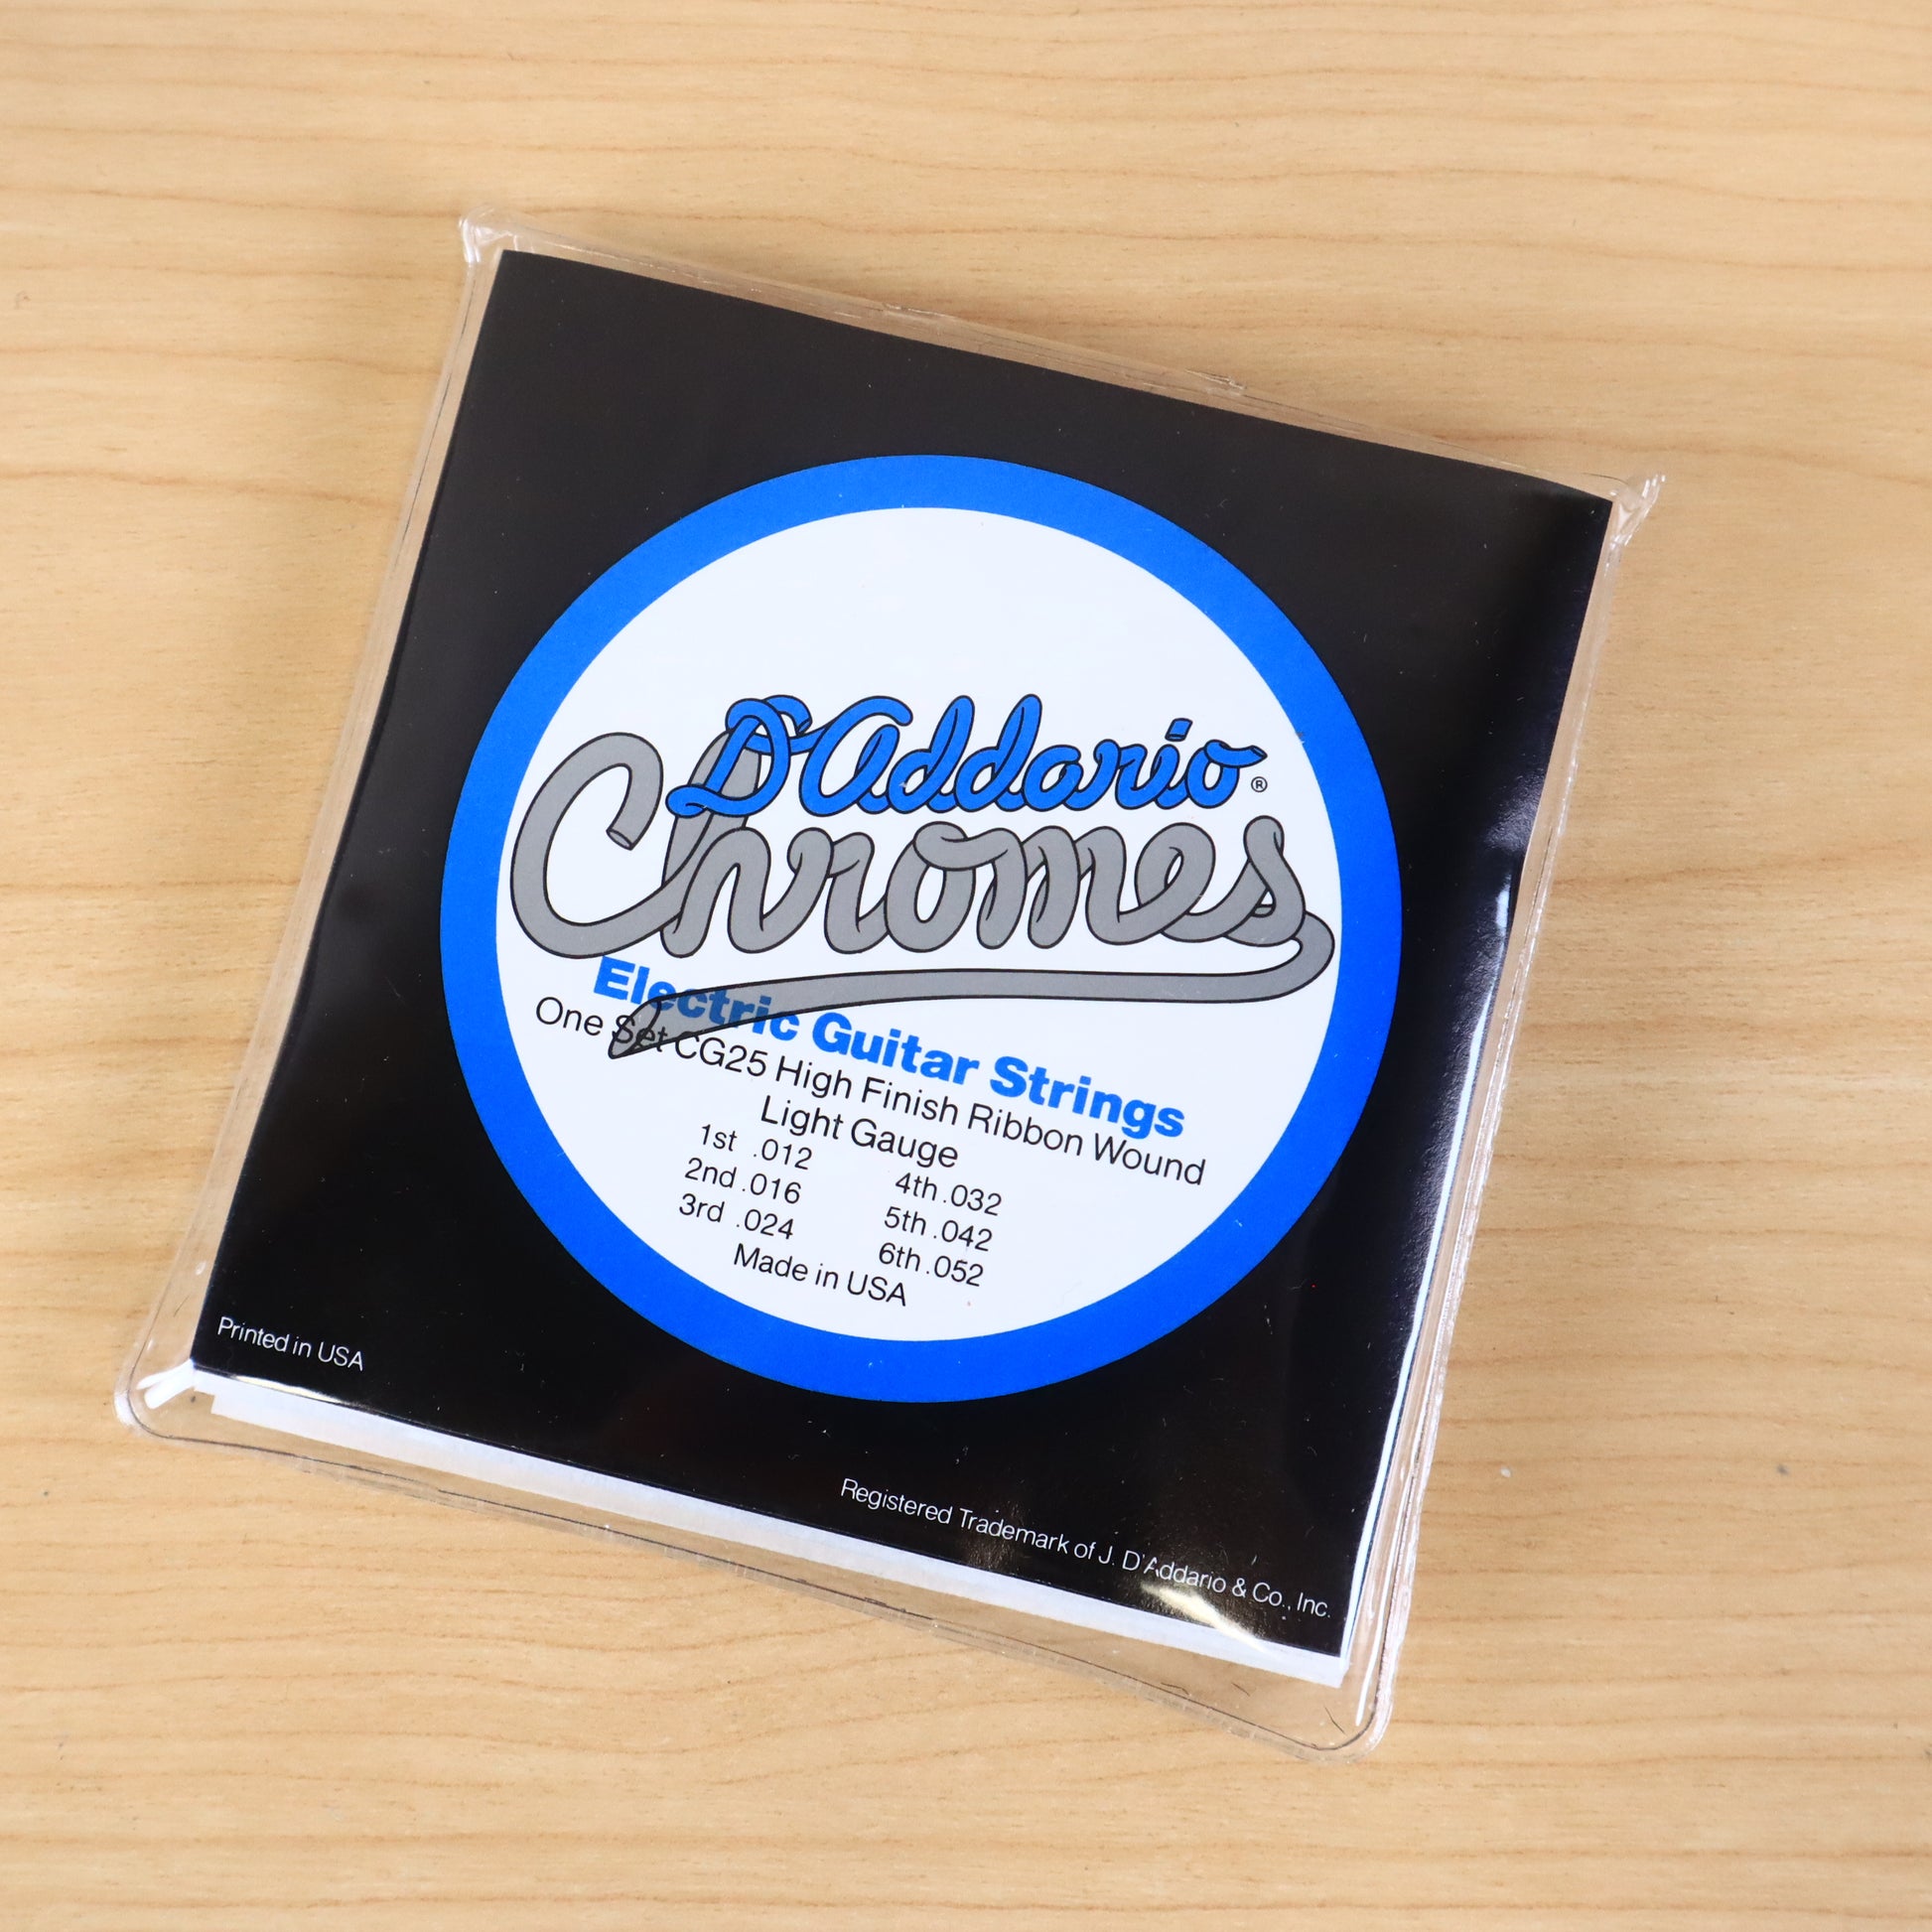 D'Addario®
Chromes
Electric Guitar Strings
One Set CG25 High Finish Ribbon Wound
Light Gauge
1st .012 4th .032
2nd .016 5th .042
3rd .024 6th .052
Made in USA
Printed in USA
Registered Trademark of J. D'Addario & Co., Inc.